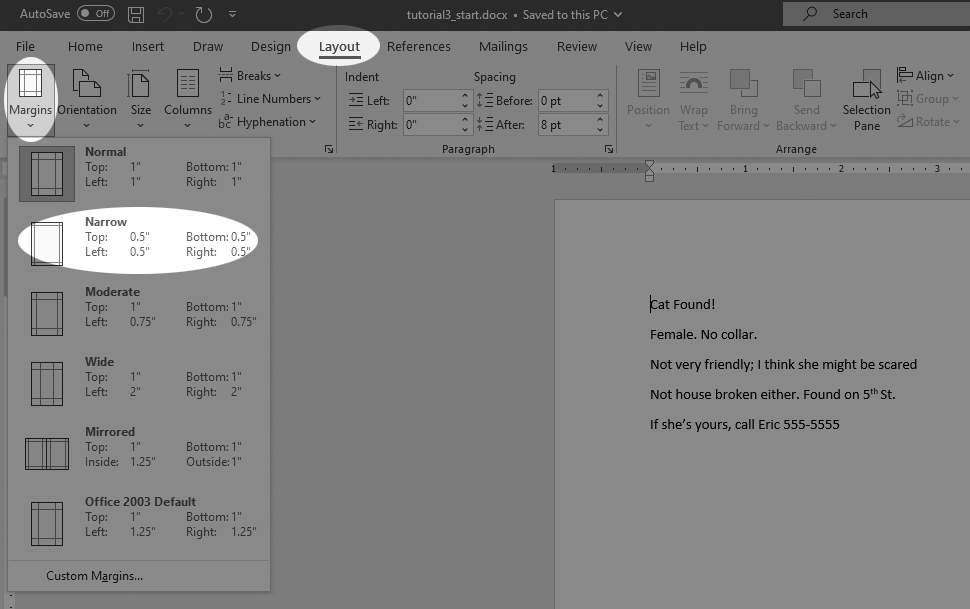 AutoSave Off tutorial3_start.docx • Saved to this PC Search
File Home Insert Draw Design Layout References Mailings Review View Help
Margins
Orientation
Size
Columns
Breaks
Line Numbers
Hyphenation
Indent
Left: 0"
Right: 0"
Spacing
Before: 0 pt
After: 8 pt
Paragraph
Position
Wrap
Text
Bring
Forward
Send
Backward
Selection
Pane
Align
Group
Rotate
Arrange
Normal
Top: 1" Bottom: 1"
Left: 1" Right: 1"
Narrow
Top: 0.5" Bottom: 0.5"
Left: 0.5" Right: 0.5"
Moderate
Top: 1" Bottom: 1"
Left: 0.75" Right: 0.75"
Wide
Top: 1" Bottom: 1"
Left: 2" Right: 2"
Mirrored
Top: 1" Bottom: 1"
Inside: 1.25" Outside: 1"
Office 2003 Default
Top: 1" Bottom: 1"
Left: 1.25" Right: 1.25"
Custom Margins...
1 1 2 3
Cat Found!
Female. No collar.
Not very friendly; I think she might be scared
Not house broken either. Found on 5th St.
If she’s yours, call Eric 555-5555